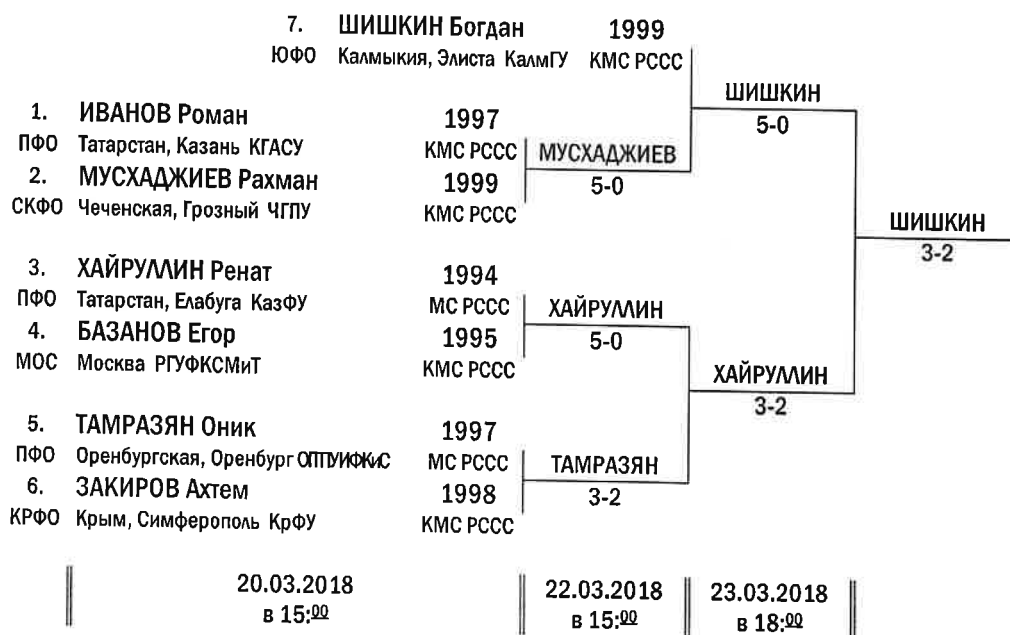 7. ШИШКИН Богдан 1999
ЮФО Калмыкия, Элиста КалмГУ КМС РССС
ШИШКИН
5-0
1. ИВАНОВ Роман 1997
ПФО Татарстан, Казань КГАСУ КМС РССС
МУСХАДЖИЕВ
5-0
2. МУСХАДЖИЕВ Рахман 1999
СКФО Чеченская, Грозный ЧГПУ КМС РССС
ШИШКИН
3-2
3. ХАЙРУЛЛИН Ренат 1994
ПФО Татарстан, Елабуга КазФУ МС РССС
ХАЙРУЛЛИН
5-0
4. БАЗАНОВ Егор 1995
МОС Москва РГУФКСМиТ КМС РССС
ХАЙРУЛЛИН
3-2
5. ТАМРАЗЯН Оник 1997
ПФО Оренбургская, Оренбург МС РССС
ТАМРАЗЯН
3-2
6. ЗАКИРОВ Ахтем 1998
КРФО Крым, Симферополь КрФУ КМС РССС
20.03.2018
в 15:00
22.03.2018
в 15:00
23.03.2018
в 18:00